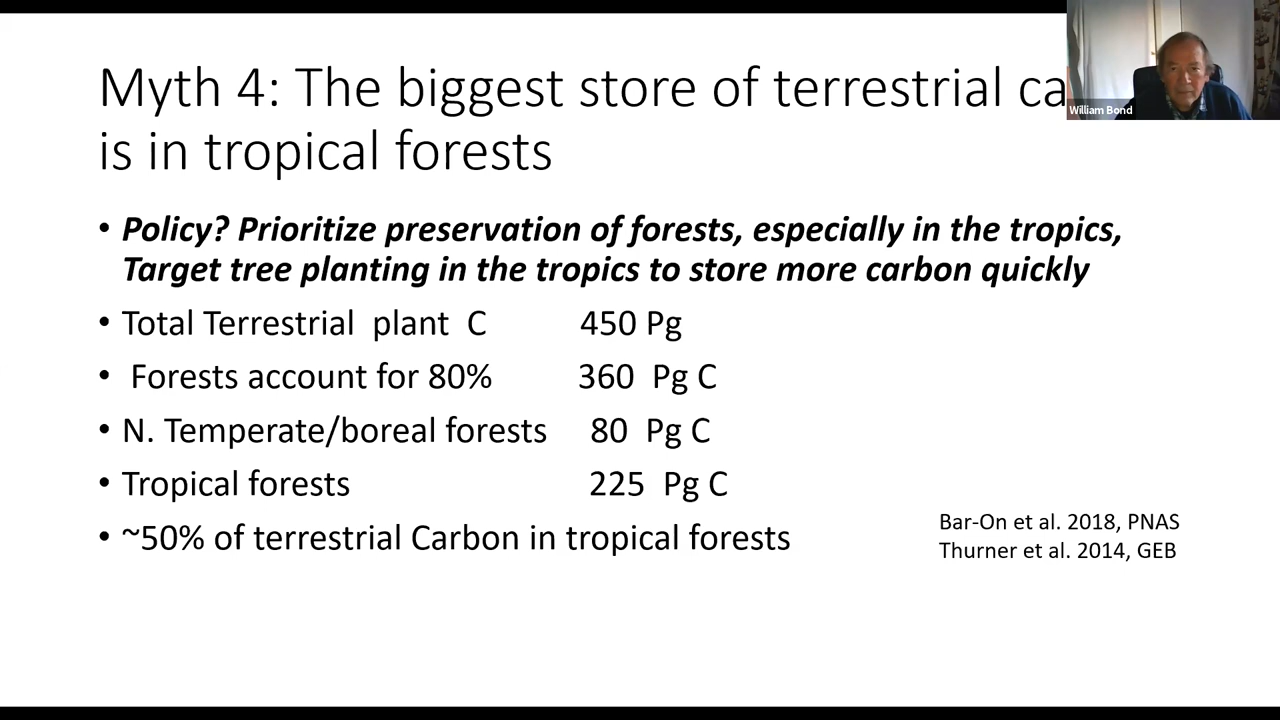 Myth 4: The biggest store of terrestrial ca
is in tropical forests
William Bond
• Policy? Prioritize preservation of forests, especially in the tropics,
Target tree planting in the tropics to store more carbon quickly
• Total Terrestrial plant C 450 Pg
• Forests account for 80% 360 Pg C
• N. Temperate/boreal forests 80 Pg C
• Tropical forests 225 Pg C
• ~50% of terrestrial Carbon in tropical forests
Bar-On et al. 2018, PNAS
Thurner et al. 2014, GEB